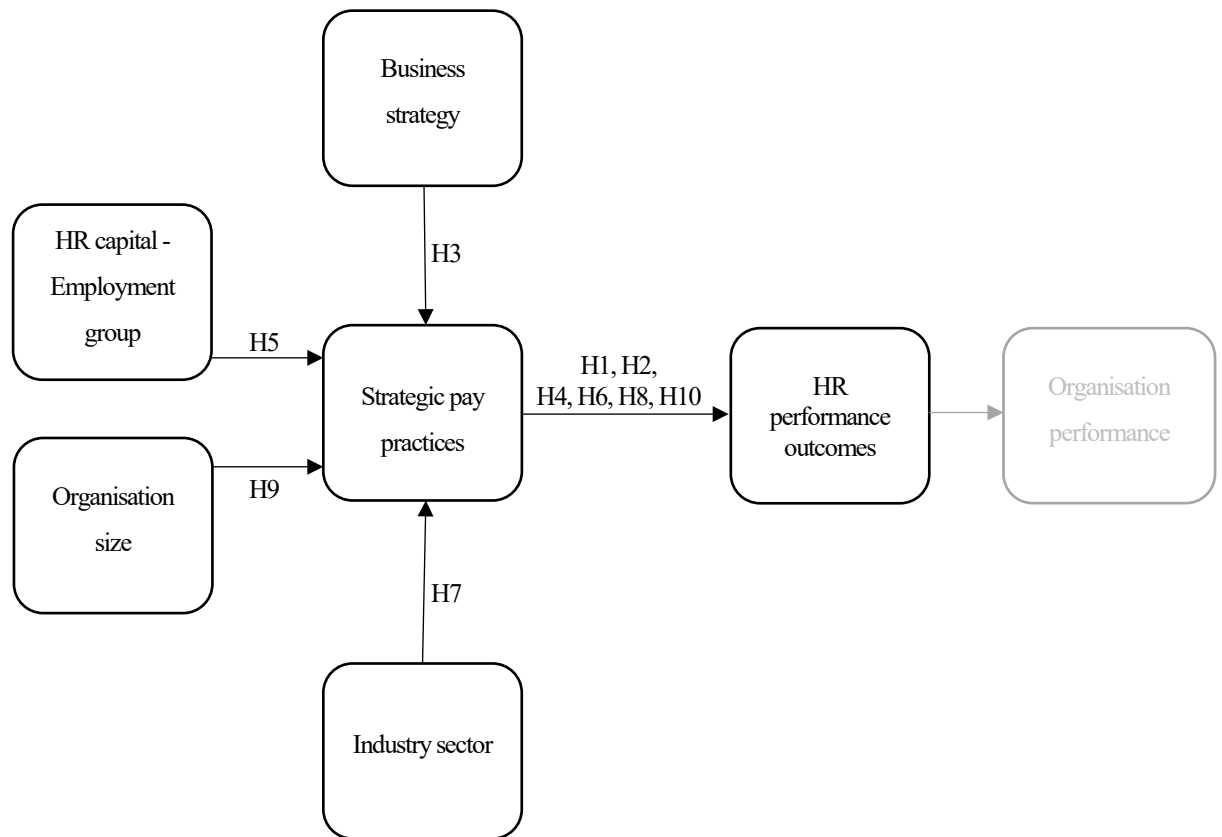 Business
strategy
H3
HR capital -
Employment
group
H5
Organisation
size
H9
Strategic pay
practices
H7
Industry sector
H1, H2,
H4, H6, H8, H10
HR
performance
outcomes
Organisation
performance